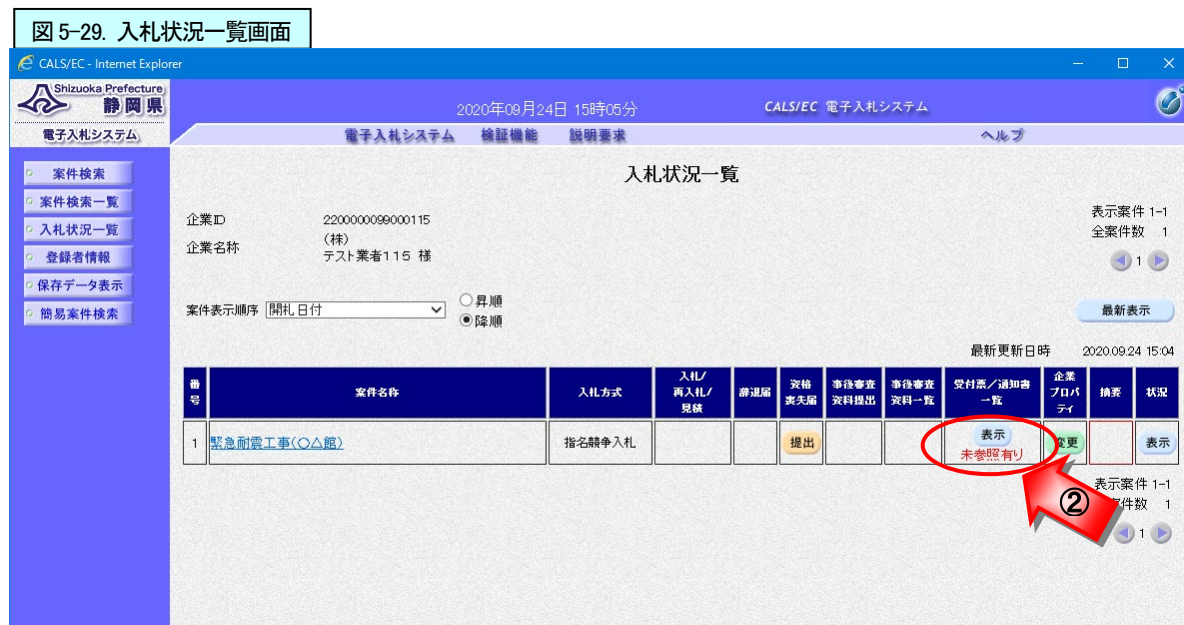 図 5-29. 入札状況一覧画面
CALS/EC - Internet Explorer
Shizuoka Prefecture
静岡県
電子入札システム
2020年09月24日 15時05分
CALS/EC 電子入札システム
電子入札システム 検証機能 説明要求 ヘルプ
案件検索
案件検索一覧
入札状況一覧
登録者情報
保存データ表示
簡易案件検索
入札状況一覧
企業ID 2200000099000115
企業名称 (株)
テスト業者115 様
表示案件 1-1
全案件数 1
1
案件表示順序 開札日付
昇順
降順
最新表示
最新更新日時 2020.09.24 15:04
番号 案件名称 入札方式 入札/再入札/見積 辞退届 資格喪失届 事後審査資料提出 事後審査資料一覧 受付票/通知書一覧 企業プロパティ 摘要 状況
1 緊急耐震工事(〇△館) 指名競争入札 提出 表示 変更 表示
未参照有り
②
表示案件 1-1
件数 1
1